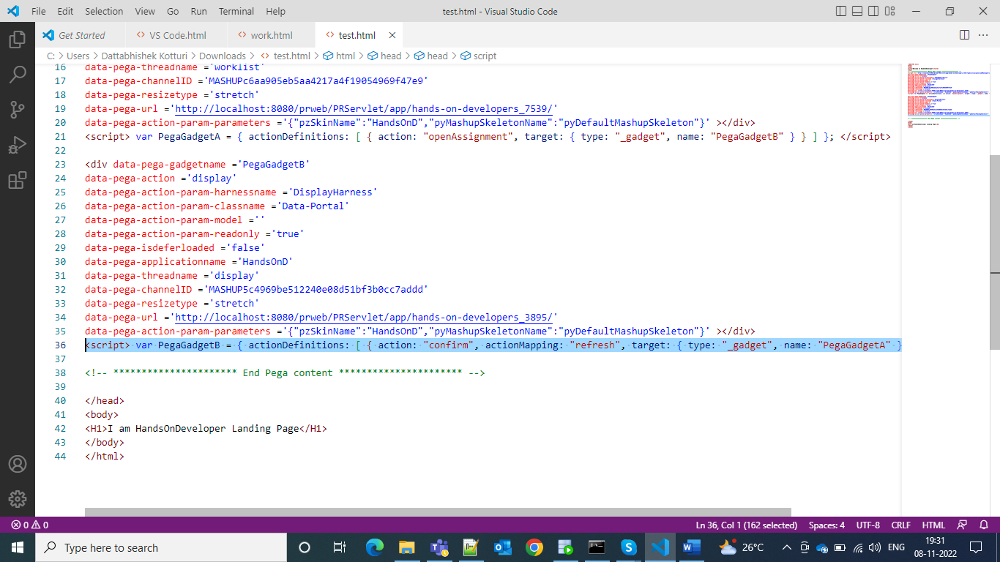 File Edit Selection View Go Run Terminal Help test.html - Visual Studio Code
Get Started VS Code.html work.html test.html
C: > Users > Dattabhishek Kotturi > Downloads > test.html > html > head > head > script
16 data-pega-threadname ='worklist'
17 data-pega-channelID ='MASHUPc6aa905eb5aa4217a4f19054969f47e9'
18 data-pega-resizetype ='stretch'
19 data-pega-url ='http://localhost:8080/prweb/PRServlet/app/hands-on-developers_7539/'
20 data-pega-action-param-parameters ='{"pzSkinName":"HandsOnD","pyMashupSkeletonName":"pyDefaultMashupSkeleton"}' ></div>
21 <script> var PegaGadgetA = { actionDefinitions: [ { action: "openAssignment", target: { type: "_gadget", name: "PegaGadgetB" } } ] }; </script>
22
23 <div data-pega-gadgetname ='PegaGadgetB'
24 data-pega-action ='display'
25 data-pega-action-param-harnessname ='DisplayHarness'
26 data-pega-action-param-classname ='Data-Portal'
27 data-pega-action-param-model =''
28 data-pega-action-param-readonly ='true'
29 data-pega-isdeferloaded ='false'
30 data-pega-applicationname ='HandsOnD'
31 data-pega-threadname ='display'
32 data-pega-channelID ='MASHUP5c4969be512240e08d51bf3b0cc7addd'
33 data-pega-resizetype ='stretch'
34 data-pega-url ='http://localhost:8080/prweb/PRServlet/app/hands-on-developers_3895/'
35 data-pega-action-param-parameters ='{"pzSkinName":"HandsOnD","pyMashupSkeletonName":"pyDefaultMashupSkeleton"}' ></div>
36 <script> var PegaGadgetB = { actionDefinitions: [ { action: "confirm", actionMapping: "refresh", target: { type: "_gadget", name: "PegaGadgetA" }
37
38 <!-- ********************** End Pega content ********************** -->
39
40 </head>
41 <body>
42 <H1>I am HandsOnDeveloper Landing Page</H1>
43 </body>
44 </html>
0 0 Ln 36, Col 1 (162 selected) Spaces: 4 UTF-8 CRLF HTML
Type here to search 26°C ENG 19:31
08-11-2022